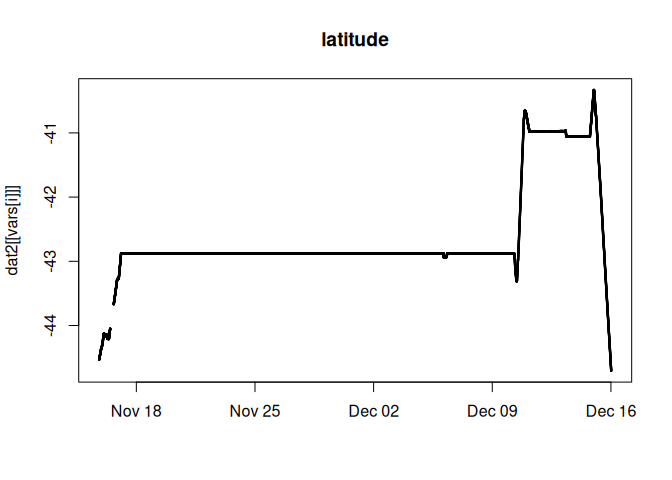 latitude
dat2[[vars[i]]]
-41
-42
-43
-44
Nov 18
Nov 25
Dec 02
Dec 09
Dec 16